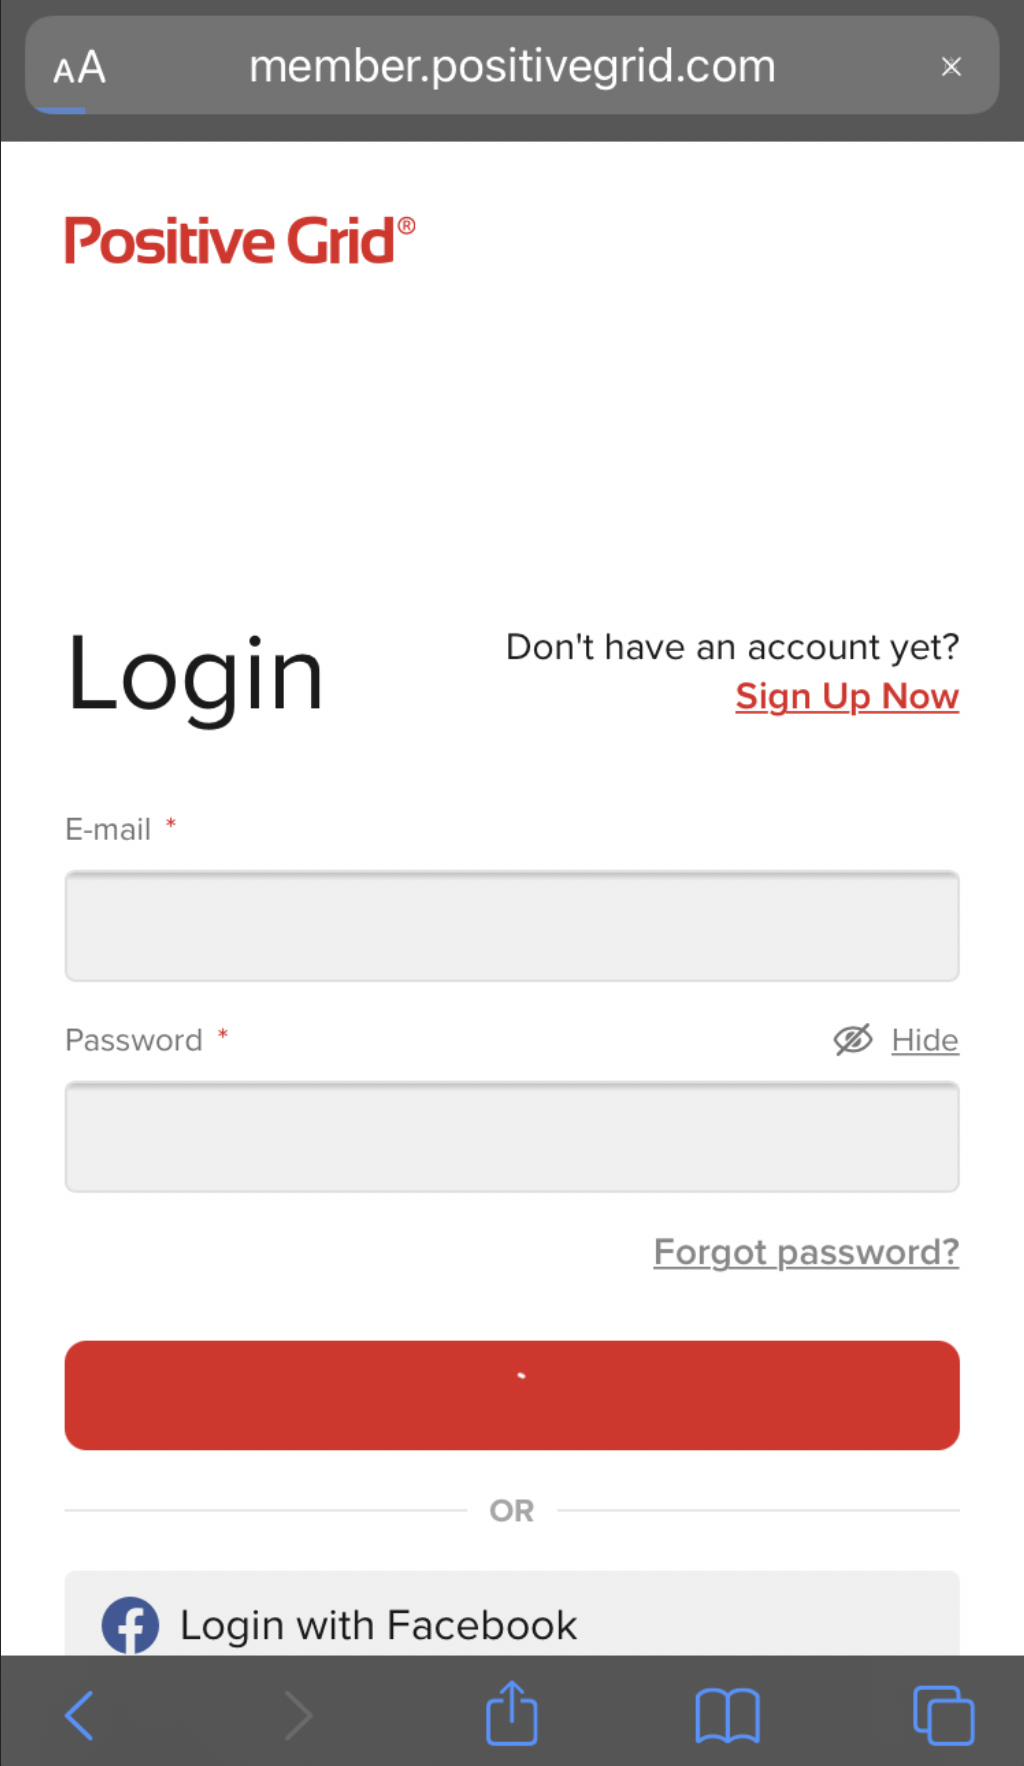 AA member.positivegrid.com
Positive Grid®
Login
Don't have an account yet?
Sign Up Now
E-mail *
Password *
Hide
Forgot password?
OR
Login with Facebook